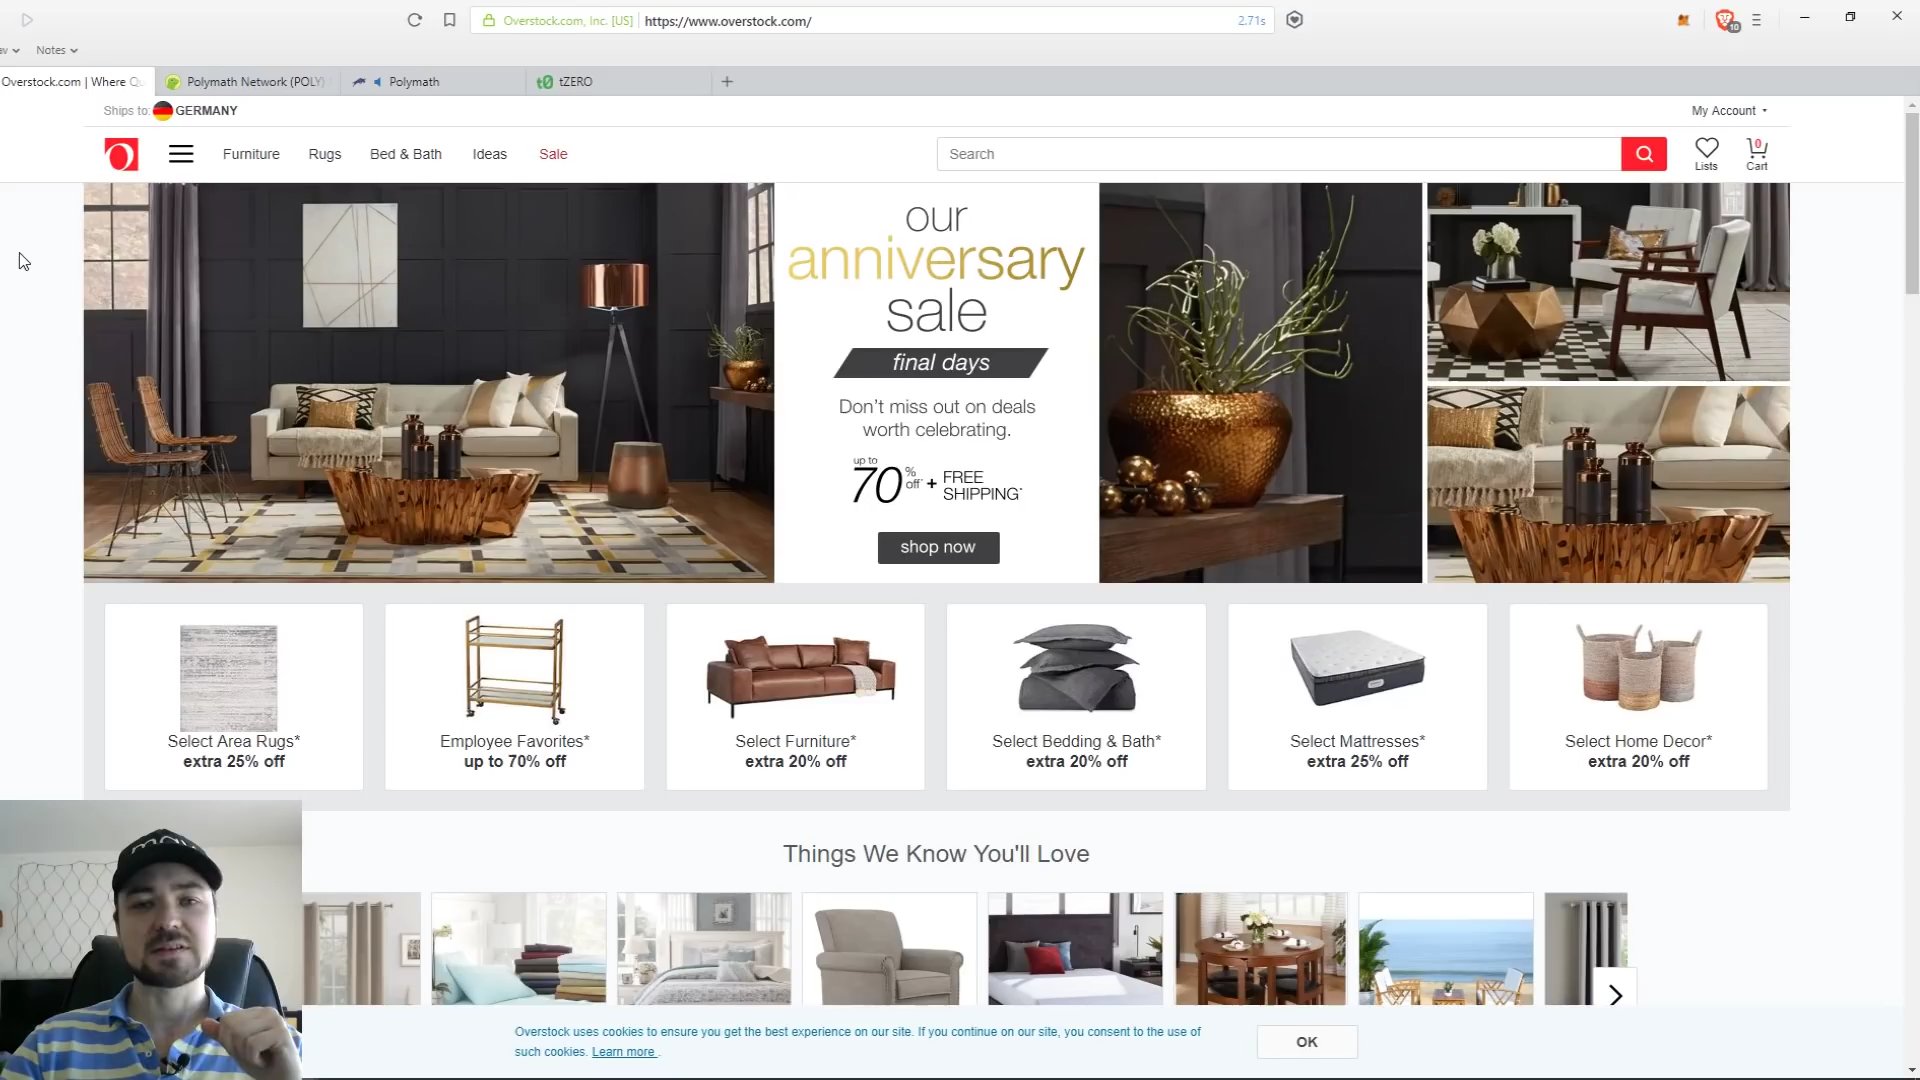 Overstock.com, Inc. [US]
https://www.overstock.com/
2.71s
10
Notes
Overstock.com | Where Qu
Polymath Network (POLY)
Polymath
tZERO
Ships to:
GERMANY
My Account
Furniture
Rugs
Bed & Bath
Ideas
Sale
Search
Lists
0
Cart
our
anniversary
sale
final days
Don't miss out on deals
worth celebrating.
up to
70% off* + FREE SHIPPING*
shop now
Select Area Rugs*
extra 25% off
Employee Favorites*
up to 70% off
Select Furniture*
extra 20% off
Select Bedding & Bath*
extra 20% off
Select Mattresses*
extra 25% off
Select Home Decor*
extra 20% off
Things We Know You'll Love
Overstock uses cookies to ensure you get the best experience on our site. If you continue on our site, you consent to the use of
such cookies. Learn more .
OK